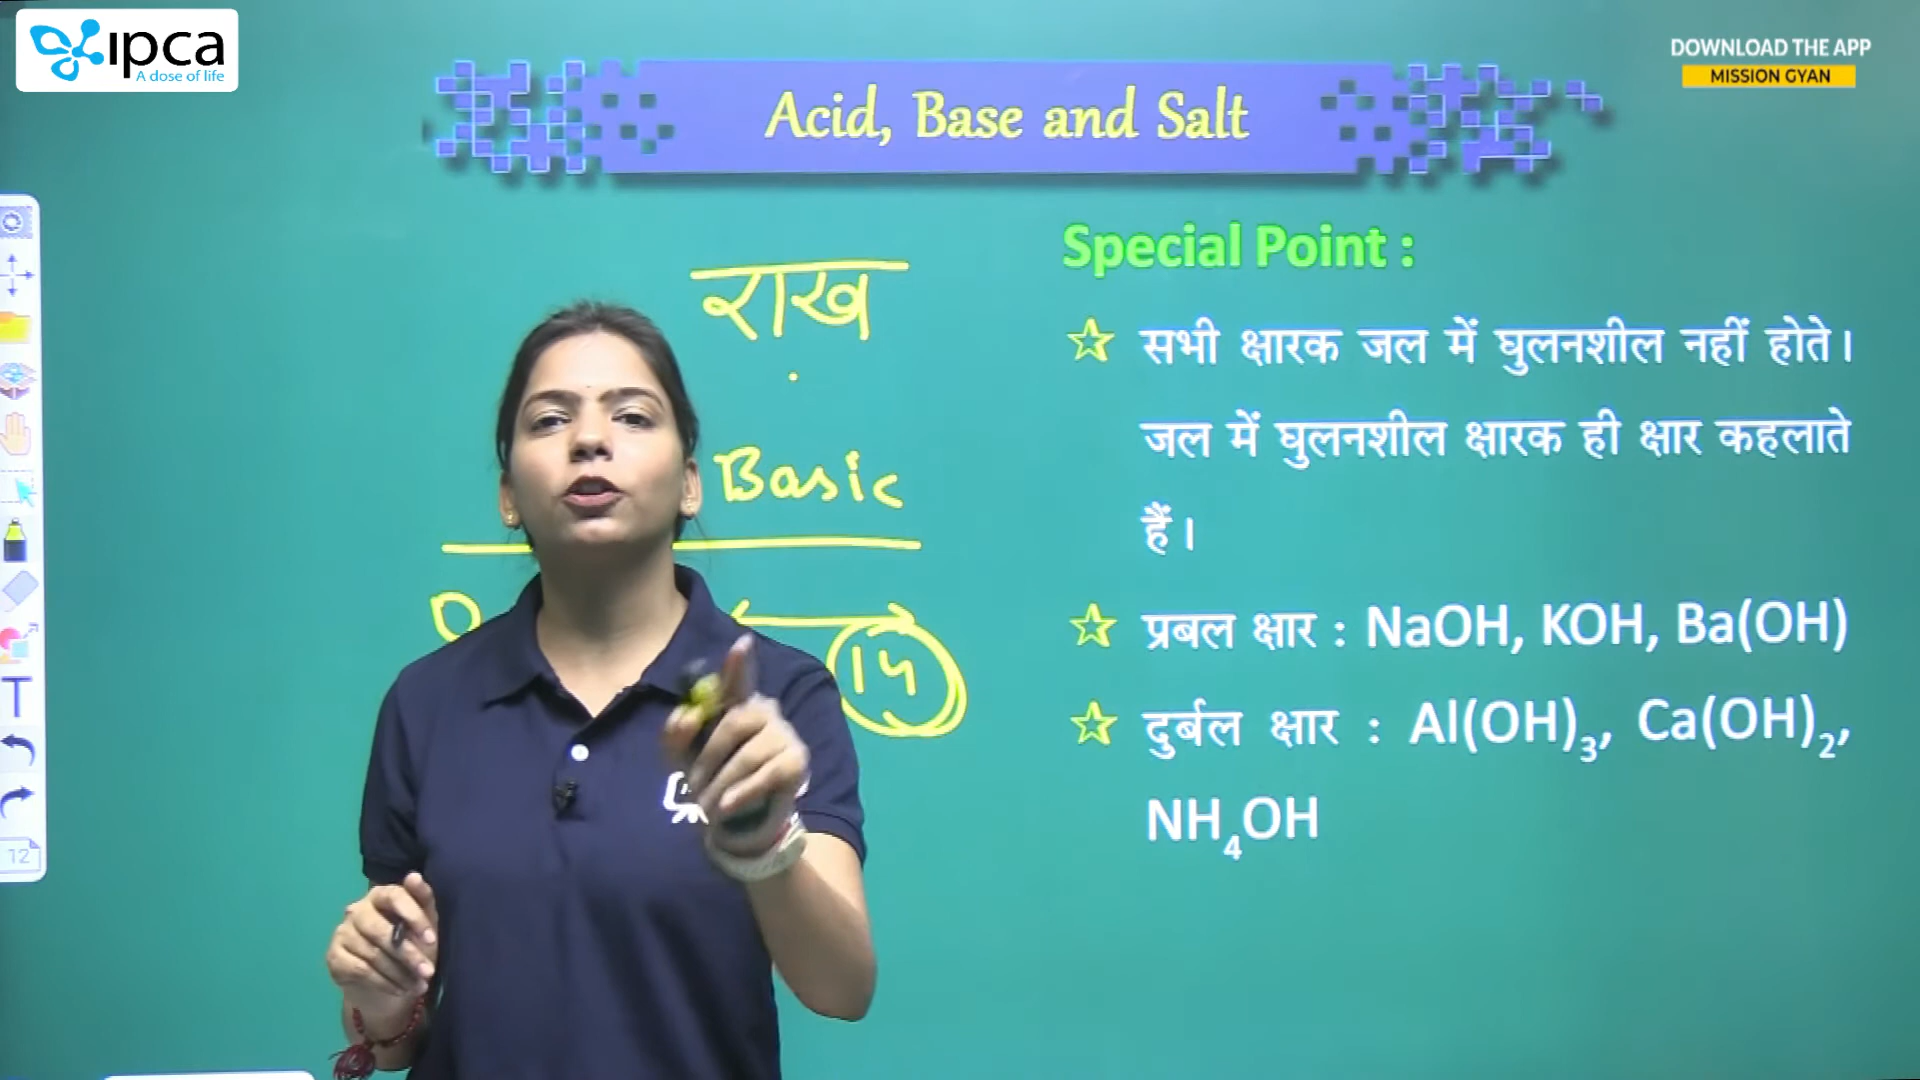 ipca
A dose of life
DOWNLOAD THE APP
MISSION GYAN
Acid, Base and Salt
राख
Basic
0
14
Special Point :
सभी क्षारक जल में घुलनशील नहीं होते।
जल में घुलनशील क्षारक ही क्षार कहलाते
हैं।
प्रबल क्षार : NaOH, KOH, Ba(OH)
दुर्बल क्षार : Al(OH)₃, Ca(OH)₂,
NH₄OH
T
12